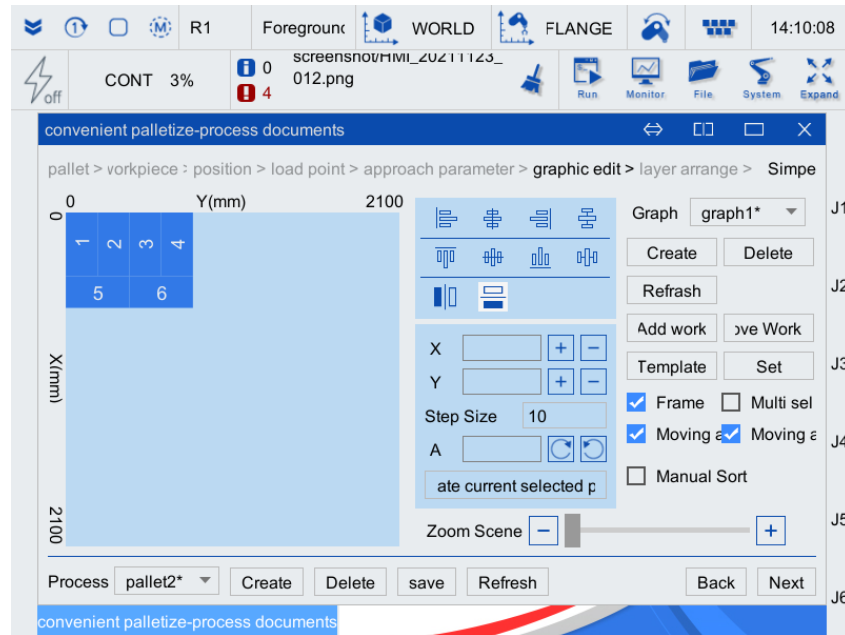 R1 Foreground WORLD FLANGE 14:10:08
off CONT 3% 0 4 screenshot/HMI_20211123_
012.png Run Monitor File System Expand
convenient palletize-process documents
pallet > vorkpiece : position > load point > approach parameter > graphic edit > layer arrange > Simpe
0 Y(mm) 2100
0
1 2 3 4
5 6
X(mm)
2100
Graph graph1*
Create Delete
Refrash
Add work ove Work
Template Set
Frame Multi sel
Moving a Moving a
Manual Sort
X + −
Y + −
Step Size 10
A
ate current selected p
Zoom Scene − +
Process pallet2* Create Delete save Refresh Back Next
convenient palletize-process documents
J1
J2
J3
J4
J5
J6